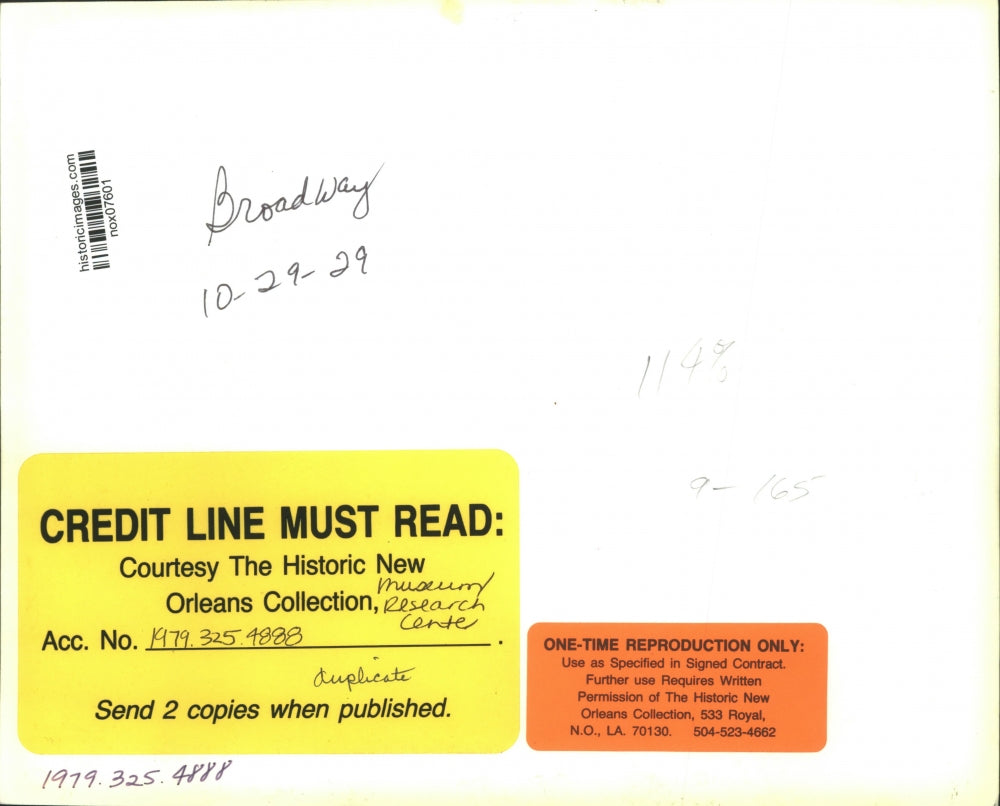 historicimages.com
nox07601
Broadway
10-29-29
114%
9-165
CREDIT LINE MUST READ:
Courtesy The Historic New
Orleans Collection, Museum/
Research
Center
Acc. No. 1979.325.4888.
duplicate
Send 2 copies when published.
1979.325.4888
ONE-TIME REPRODUCTION ONLY:
Use as Specified in Signed Contract.
Further use Requires Written
Permission of The Historic New
Orleans Collection, 533 Royal,
N.O., LA. 70130. 504-523-4662